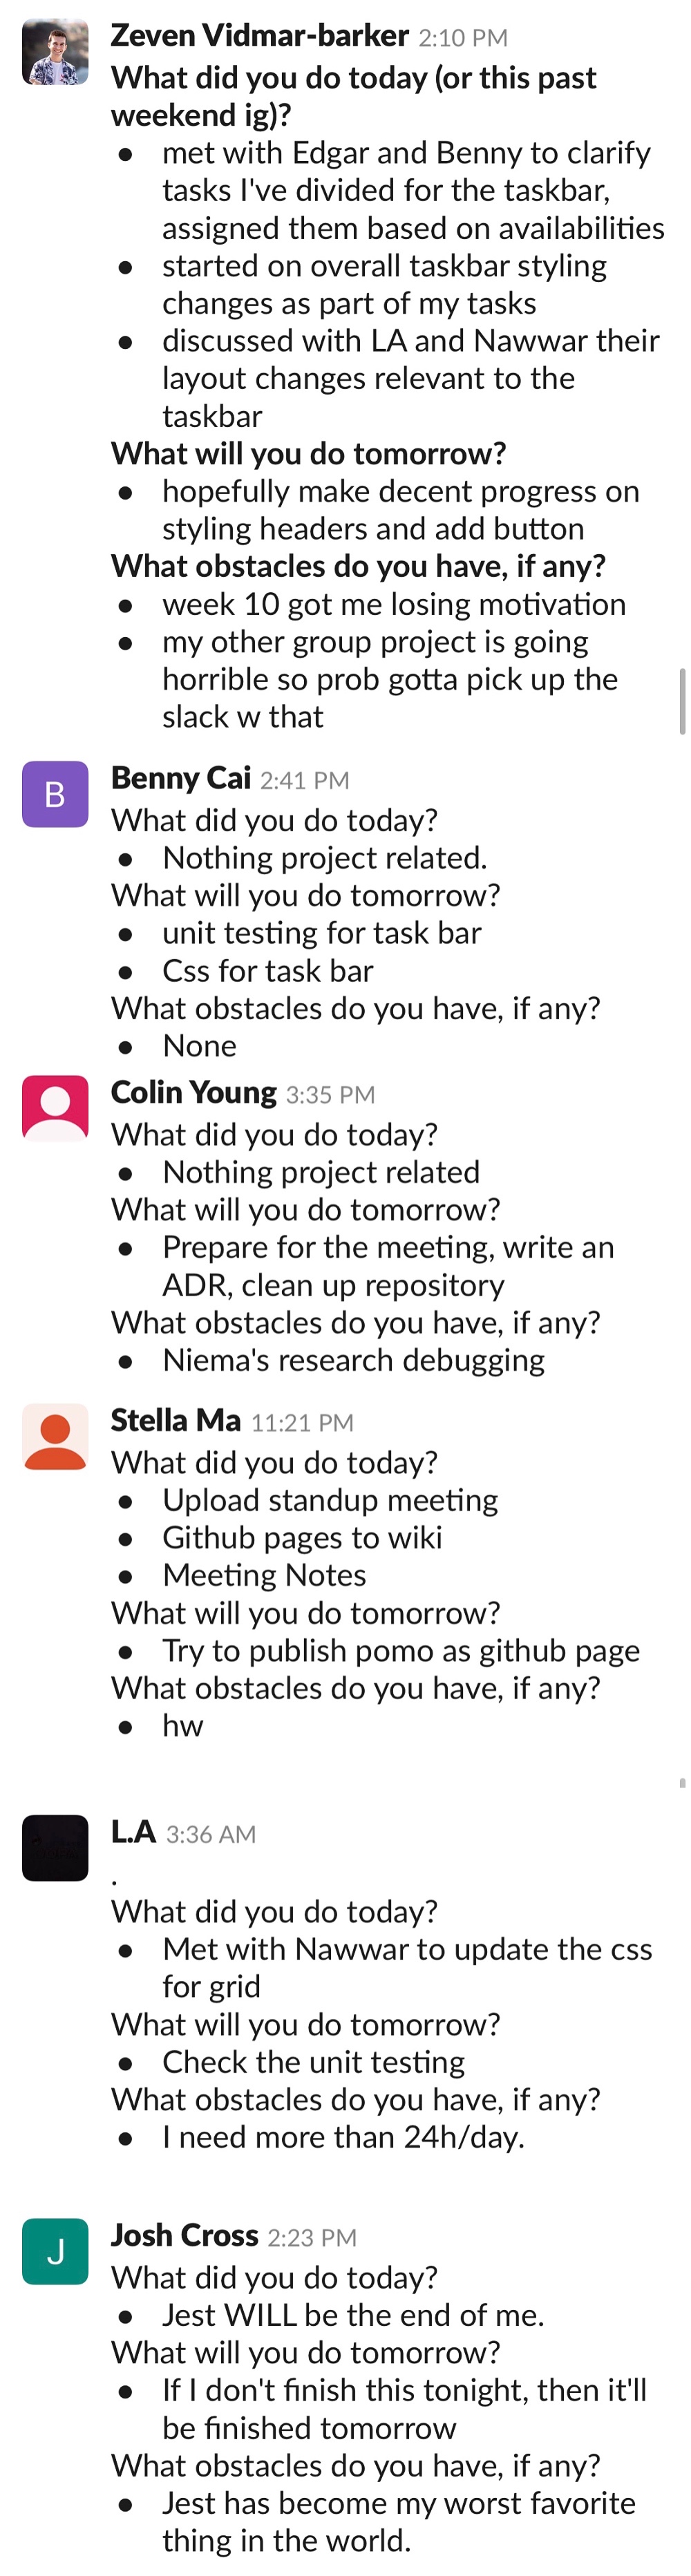 Zeven Vidmar-barker 2:10 PM
What did you do today (or this past
weekend ig)?
● met with Edgar and Benny to clarify
tasks I've divided for the taskbar,
assigned them based on availabilities
● started on overall taskbar styling
changes as part of my tasks
● discussed with LA and Nawwar their
layout changes relevant to the
taskbar
What will you do tomorrow?
● hopefully make decent progress on
styling headers and add button
What obstacles do you have, if any?
● week 10 got me losing motivation
● my other group project is going
horrible so prob gotta pick up the
slack w that
B
Benny Cai 2:41 PM
What did you do today?
● Nothing project related.
What will you do tomorrow?
● unit testing for task bar
● Css for task bar
What obstacles do you have, if any?
● None
Colin Young 3:35 PM
What did you do today?
● Nothing project related
What will you do tomorrow?
● Prepare for the meeting, write an
ADR, clean up repository
What obstacles do you have, if any?
● Niema's research debugging
Stella Ma 11:21 PM
What did you do today?
● Upload standup meeting
● Github pages to wiki
● Meeting Notes
What will you do tomorrow?
● Try to publish pomo as github page
What obstacles do you have, if any?
● hw
L.A 3:36 AM
.
What did you do today?
● Met with Nawwar to update the css
for grid
What will you do tomorrow?
● Check the unit testing
What obstacles do you have, if any?
● I need more than 24h/day.
J
Josh Cross 2:23 PM
What did you do today?
● Jest WILL be the end of me.
What will you do tomorrow?
● If I don't finish this tonight, then it'll
be finished tomorrow
What obstacles do you have, if any?
● Jest has become my worst favorite
thing in the world.